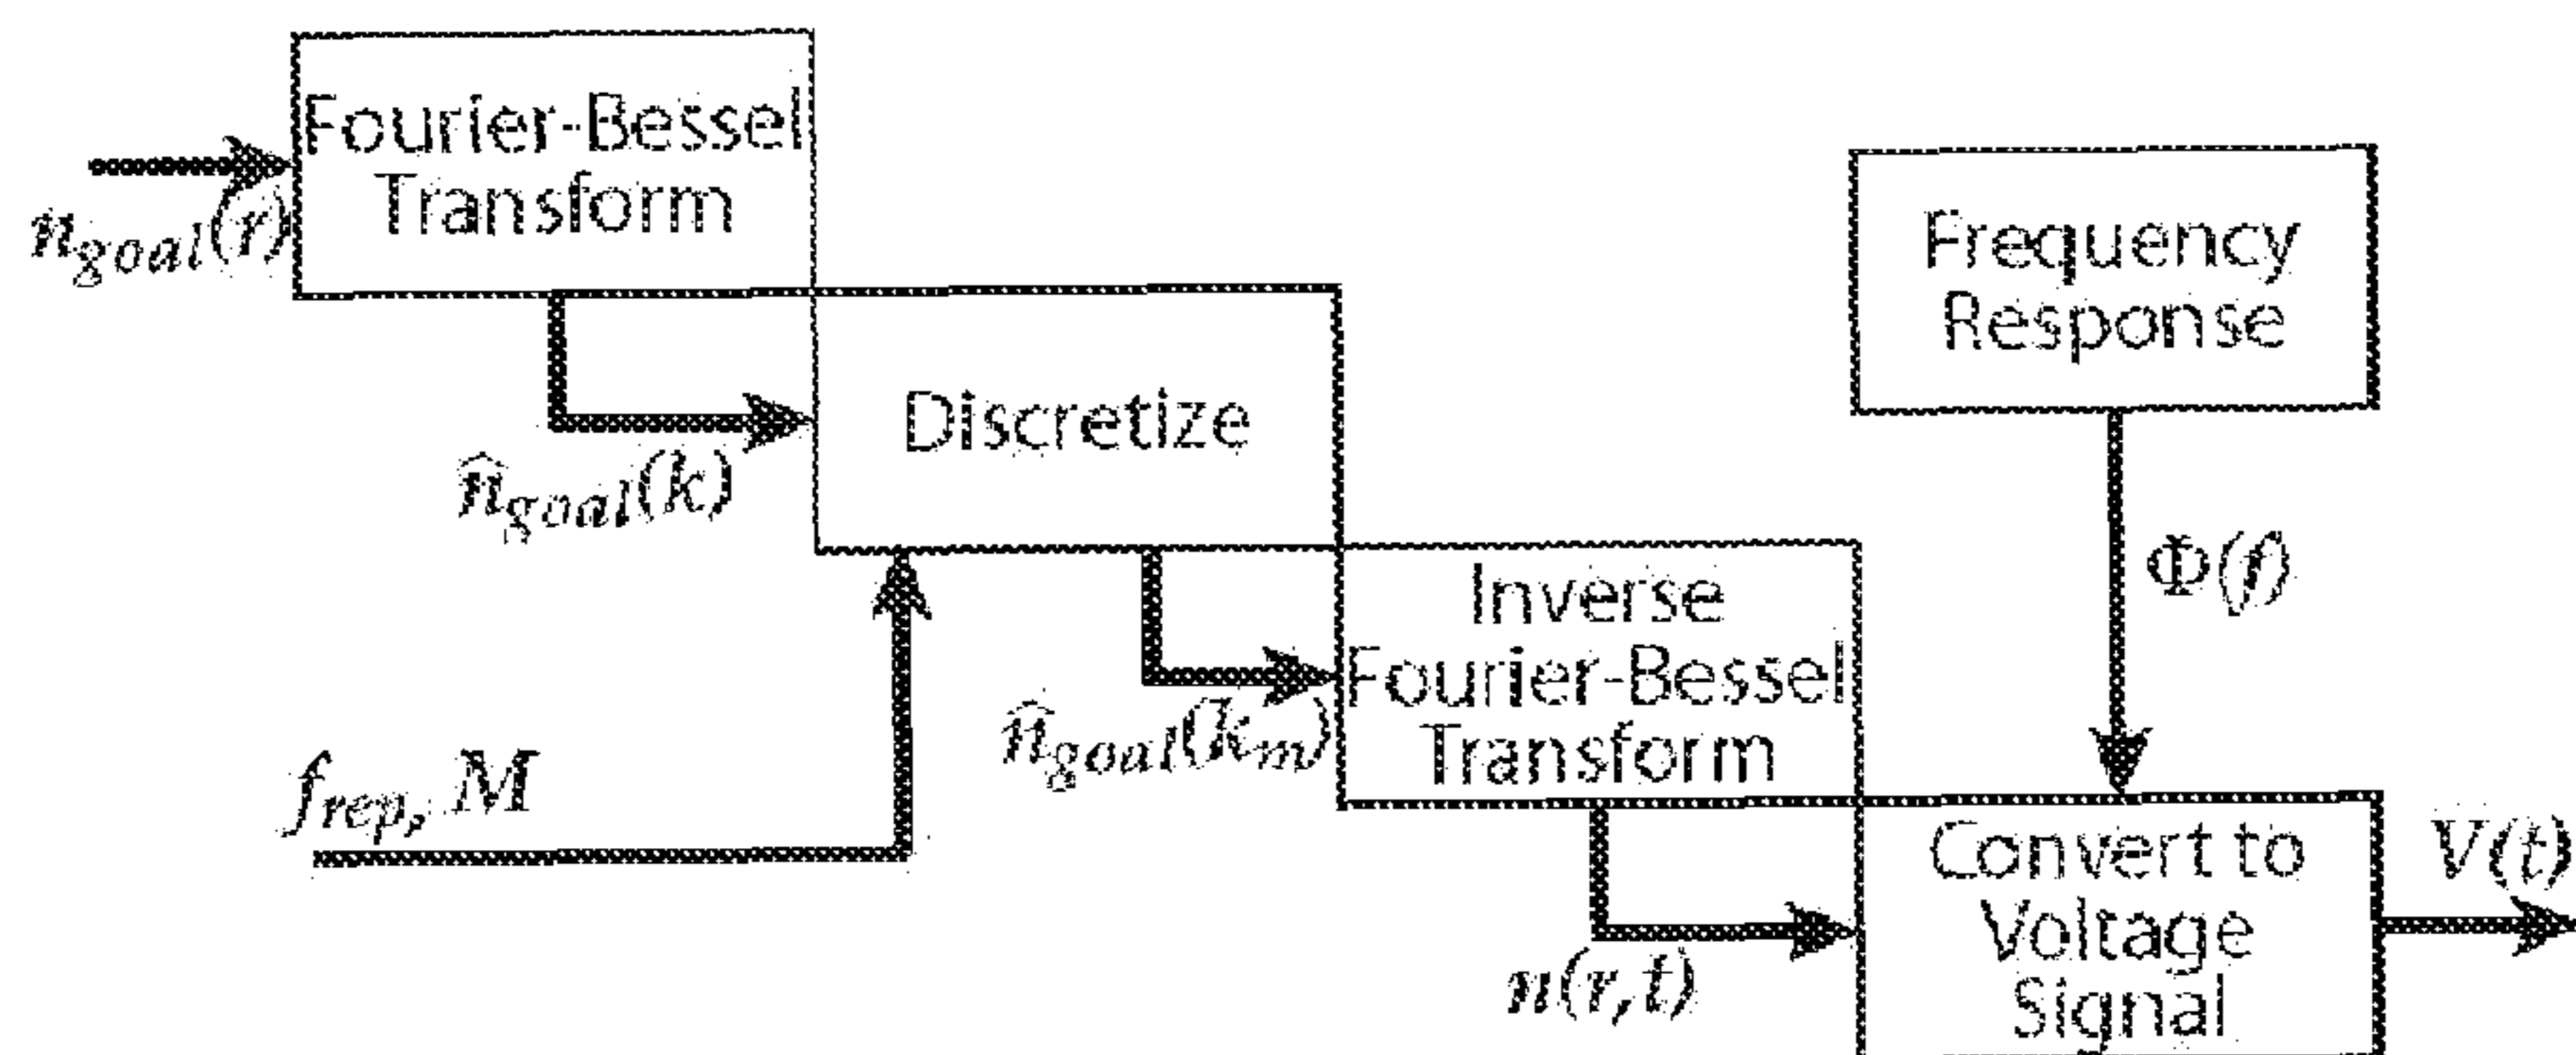 Fourier-Bessel
Transform
n_goal(r)
Frequency
Response
Discretize
n̂_goal(k)
Φ(f)
Inverse
Fourier-Bessel
Transform
n̂_goal(k_m)
f_rep, M
Convert to
Voltage
Signal
V(t)
n(r,t)